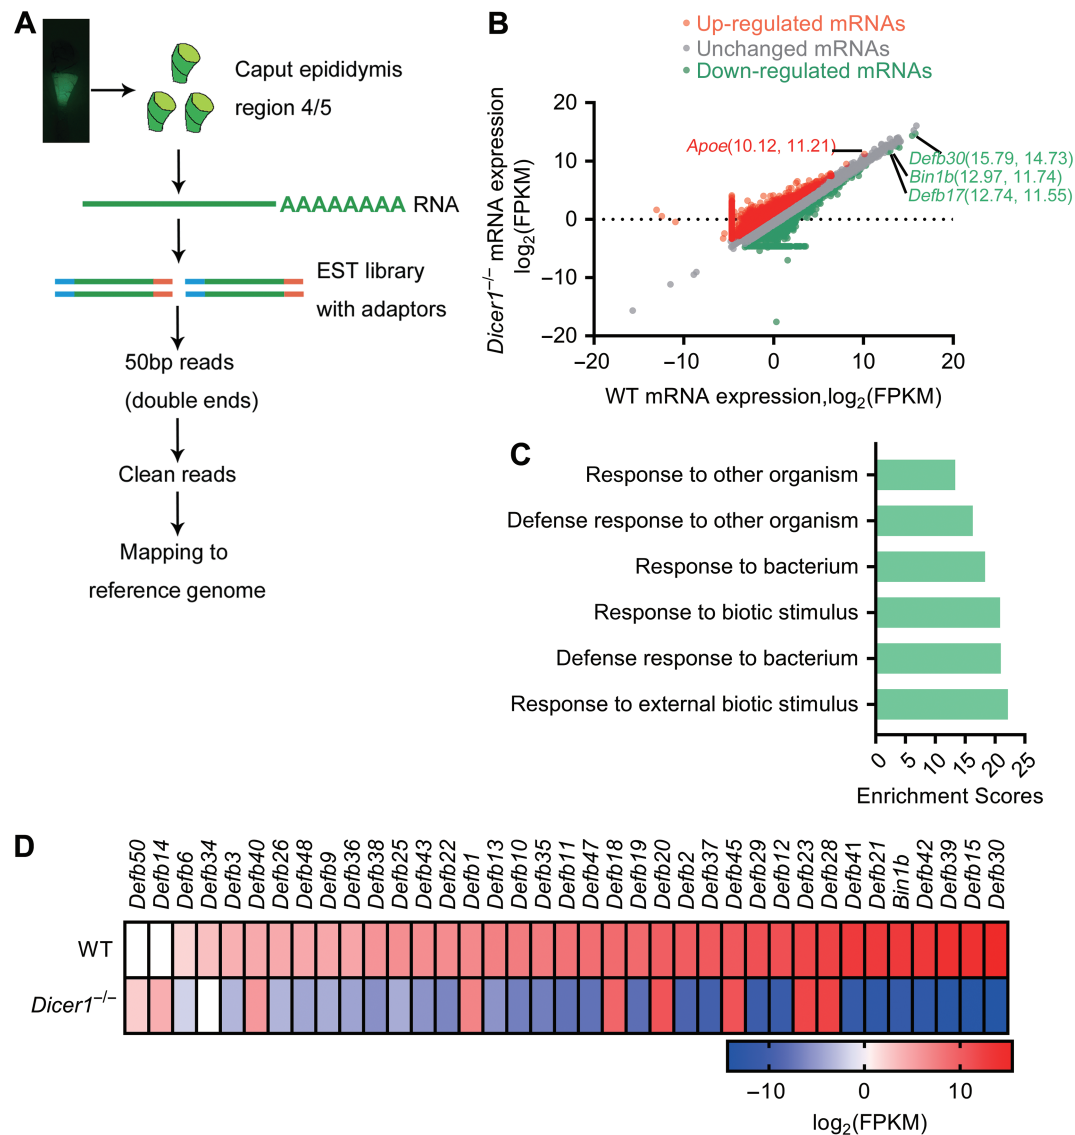 A
Caput epididymis
region 4/5
AAAAAAAA RNA
EST library
with adaptors
50bp reads
(double ends)
Clean reads
Mapping to
reference genome
B
Up-regulated mRNAs
Unchanged mRNAs
Down-regulated mRNAs
Dicer1–/– mRNA expression
log2(FPKM)
20
10
0
–10
–20
Apoe(10.12, 11.21)
Defb30(15.79, 14.73)
Bin1b(12.97, 11.74)
Defb17(12.74, 11.55)
–20 –10 0 10 20
WT mRNA expression,log2(FPKM)
C
Response to other organism
Defense response to other organism
Response to bacterium
Response to biotic stimulus
Defense response to bacterium
Response to external biotic stimulus
0 5 10 15 20 25
Enrichment Scores
D
Defb50 Defb14 Defb6 Defb34 Defb3 Defb40 Defb26 Defb48 Defb9 Defb36 Defb38 Defb25 Defb43 Defb22 Defb1 Defb13 Defb10 Defb35 Defb11 Defb47 Defb18 Defb19 Defb20 Defb2 Defb37 Defb45 Defb29 Defb12 Defb23 Defb28 Defb41 Defb21 Bin1b Defb42 Defb39 Defb15 Defb30
WT
Dicer1–/–
–10 0 10
log2(FPKM)